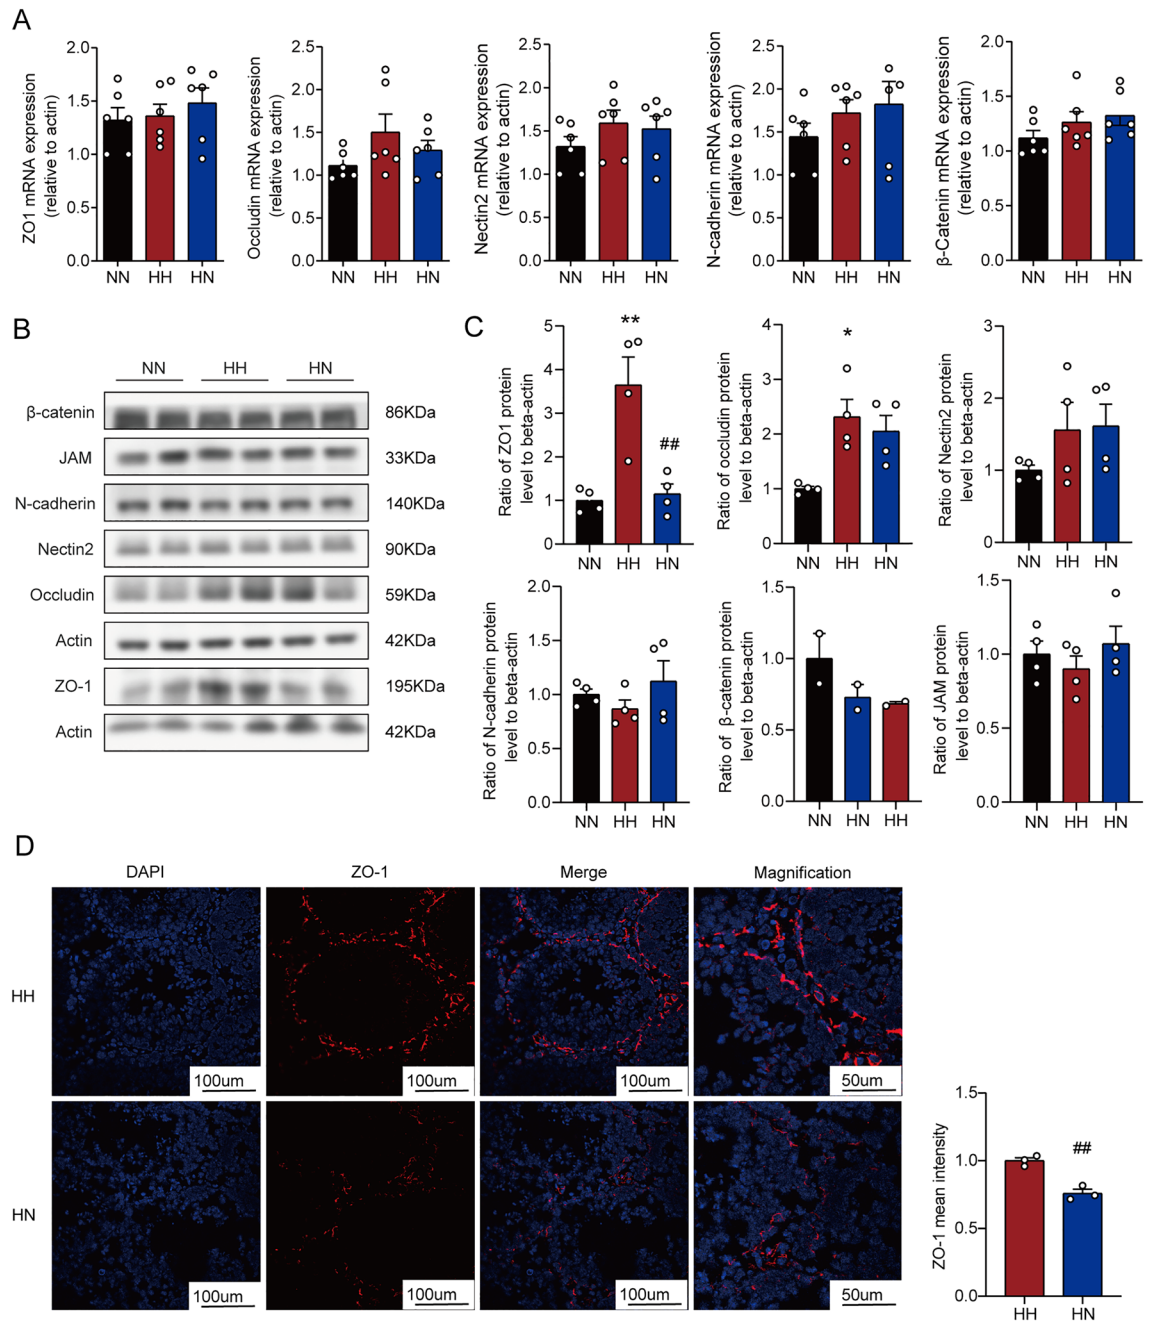 A
ZO1 mRNA expression
(relative to actin)
2.0
1.5
1.0
0.5
0.0
NN HH HN
Occludin mRNA expression
(relative to actin)
2.5
2.0
1.5
1.0
0.5
0.0
NN HH HN
Nectin2 mRNA expression
(relative to actin)
2.5
2.0
1.5
1.0
0.5
0.0
NN HH HN
N-cadherin mRNA expression
(relative to actin)
2.5
2.0
1.5
1.0
0.5
0.0
NN HH HN
β-Catenin mRNA expression
(relative to actin)
2.0
1.5
1.0
0.5
0.0
NN HH HN
B
NN HH HN
β-catenin 86KDa
JAM 33KDa
N-cadherin 140KDa
Nectin2 90KDa
Occludin 59KDa
Actin 42KDa
ZO-1 195KDa
Actin 42KDa
C
Ratio of ZO1 protein
level to beta-actin
5
4
3
2
1
0
**
##
NN HH HN
Ratio of occludin protein
level to beta-actin
4
3
2
1
0
*
NN HH HN
Ratio of Nectin2 protein
level to beta-actin
3
2
1
0
NN HH HN
Ratio of N-cadherin protein
level to beta-actin
2.0
1.5
1.0
0.5
0.0
NN HH HN
Ratio of β-catenin protein
level to beta-actin
1.5
1.0
0.5
0.0
NN HN HH
Ratio of JAM protein
level to beta-actin
1.5
1.0
0.5
0.0
NN HH HN
D
DAPI ZO-1 Merge Magnification
HH
100um 100um 100um 50um
HN
100um 100um 100um 50um
ZO-1 mean intensity
1.5
1.0
0.5
0.0
##
HH HN